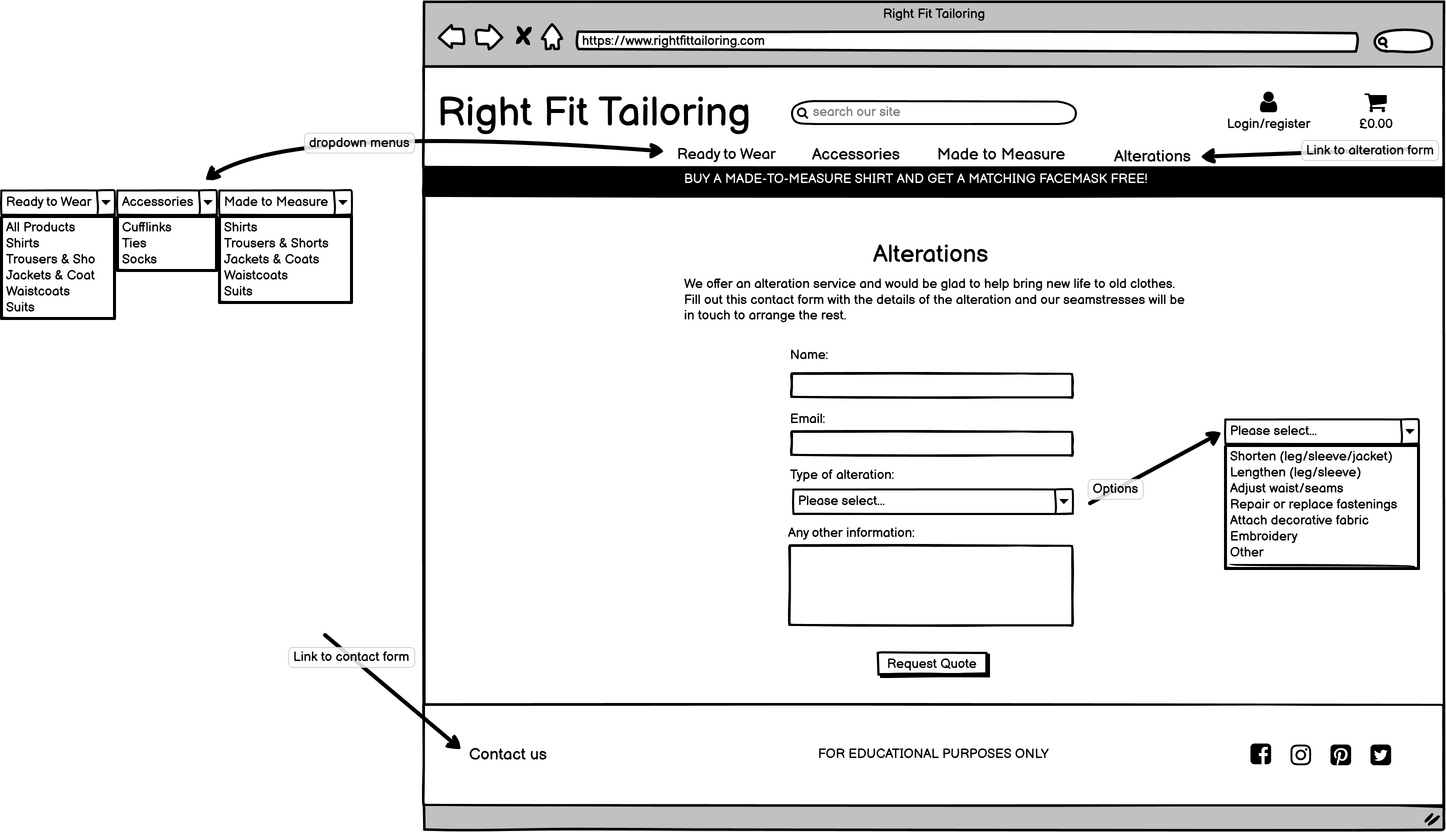 Right Fit Tailoring
https://www.rightfittailoring.com
Right Fit Tailoring
search our site
Login/register
£0.00
dropdown menus
Ready to Wear
Accessories
Made to Measure
Alterations
Link to alteration form
BUY A MADE-TO-MEASURE SHIRT AND GET A MATCHING FACEMASK FREE!
Ready to Wear
All Products
Shirts
Trousers & Sho
Jackets & Coat
Waistcoats
Suits
Accessories
Cufflinks
Ties
Socks
Made to Measure
Shirts
Trousers & Shorts
Jackets & Coats
Waistcoats
Suits
Alterations
We offer an alteration service and would be glad to help bring new life to old clothes.
Fill out this contact form with the details of the alteration and our seamstresses will be
in touch to arrange the rest.
Name:
Email:
Type of alteration:
Please select...
Options
Please select...
Shorten (leg/sleeve/jacket)
Lengthen (leg/sleeve)
Adjust waist/seams
Repair or replace fastenings
Attach decorative fabric
Embroidery
Other
Any other information:
Request Quote
Link to contact form
Contact us
FOR EDUCATIONAL PURPOSES ONLY